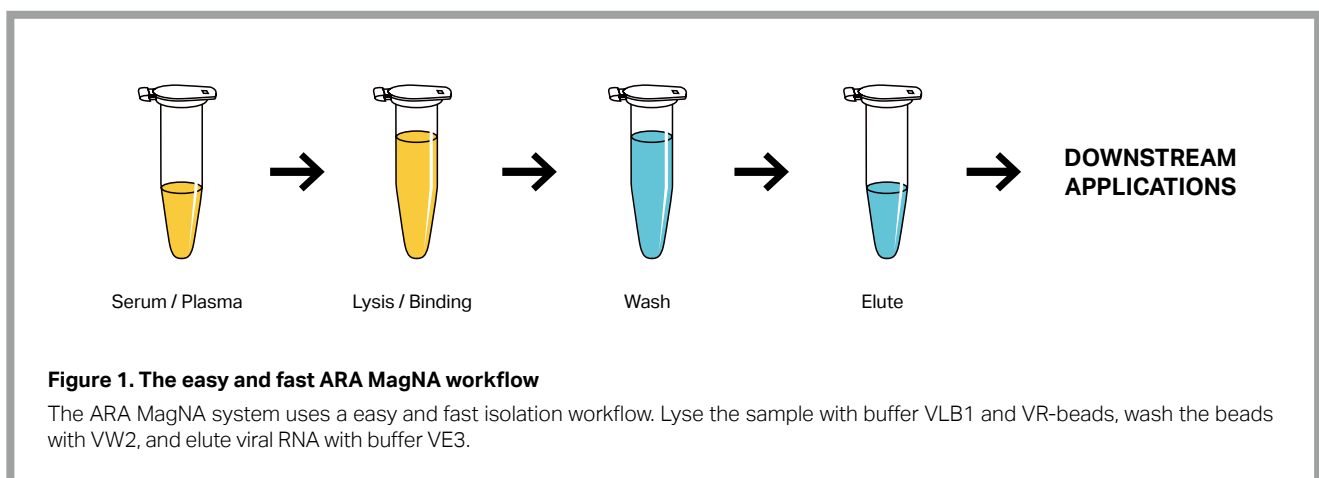 DOWNSTREAM
APPLICATIONS
Serum / Plasma
Lysis / Binding
Wash
Elute
Figure 1. The easy and fast ARA MagNA workflow
The ARA MagNA system uses a easy and fast isolation workflow. Lyse the sample with buffer VLB1 and VR-beads, wash the beads
with VW2, and elute viral RNA with buffer VE3.